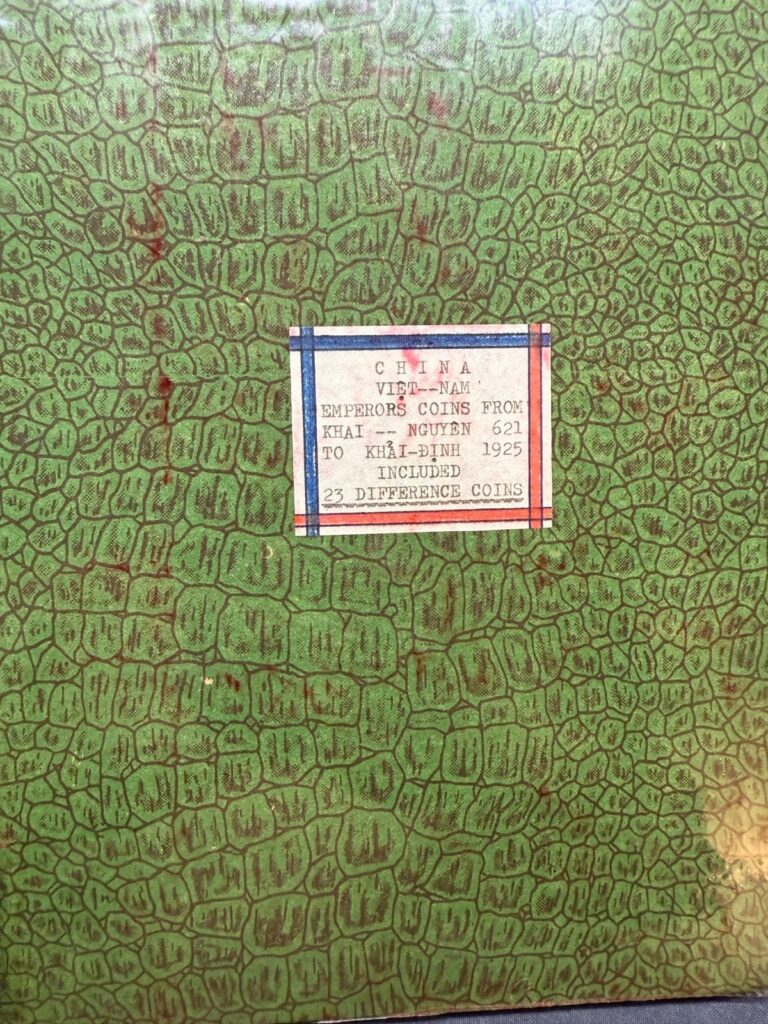 CHINA
VIỆT--NAM
EMPERORS COINS FROM
KHAI -- NGUYÊN 621
TO KHẢI-ĐỊNH 1925
INCLUDED
23 DIFFERENCE COINS